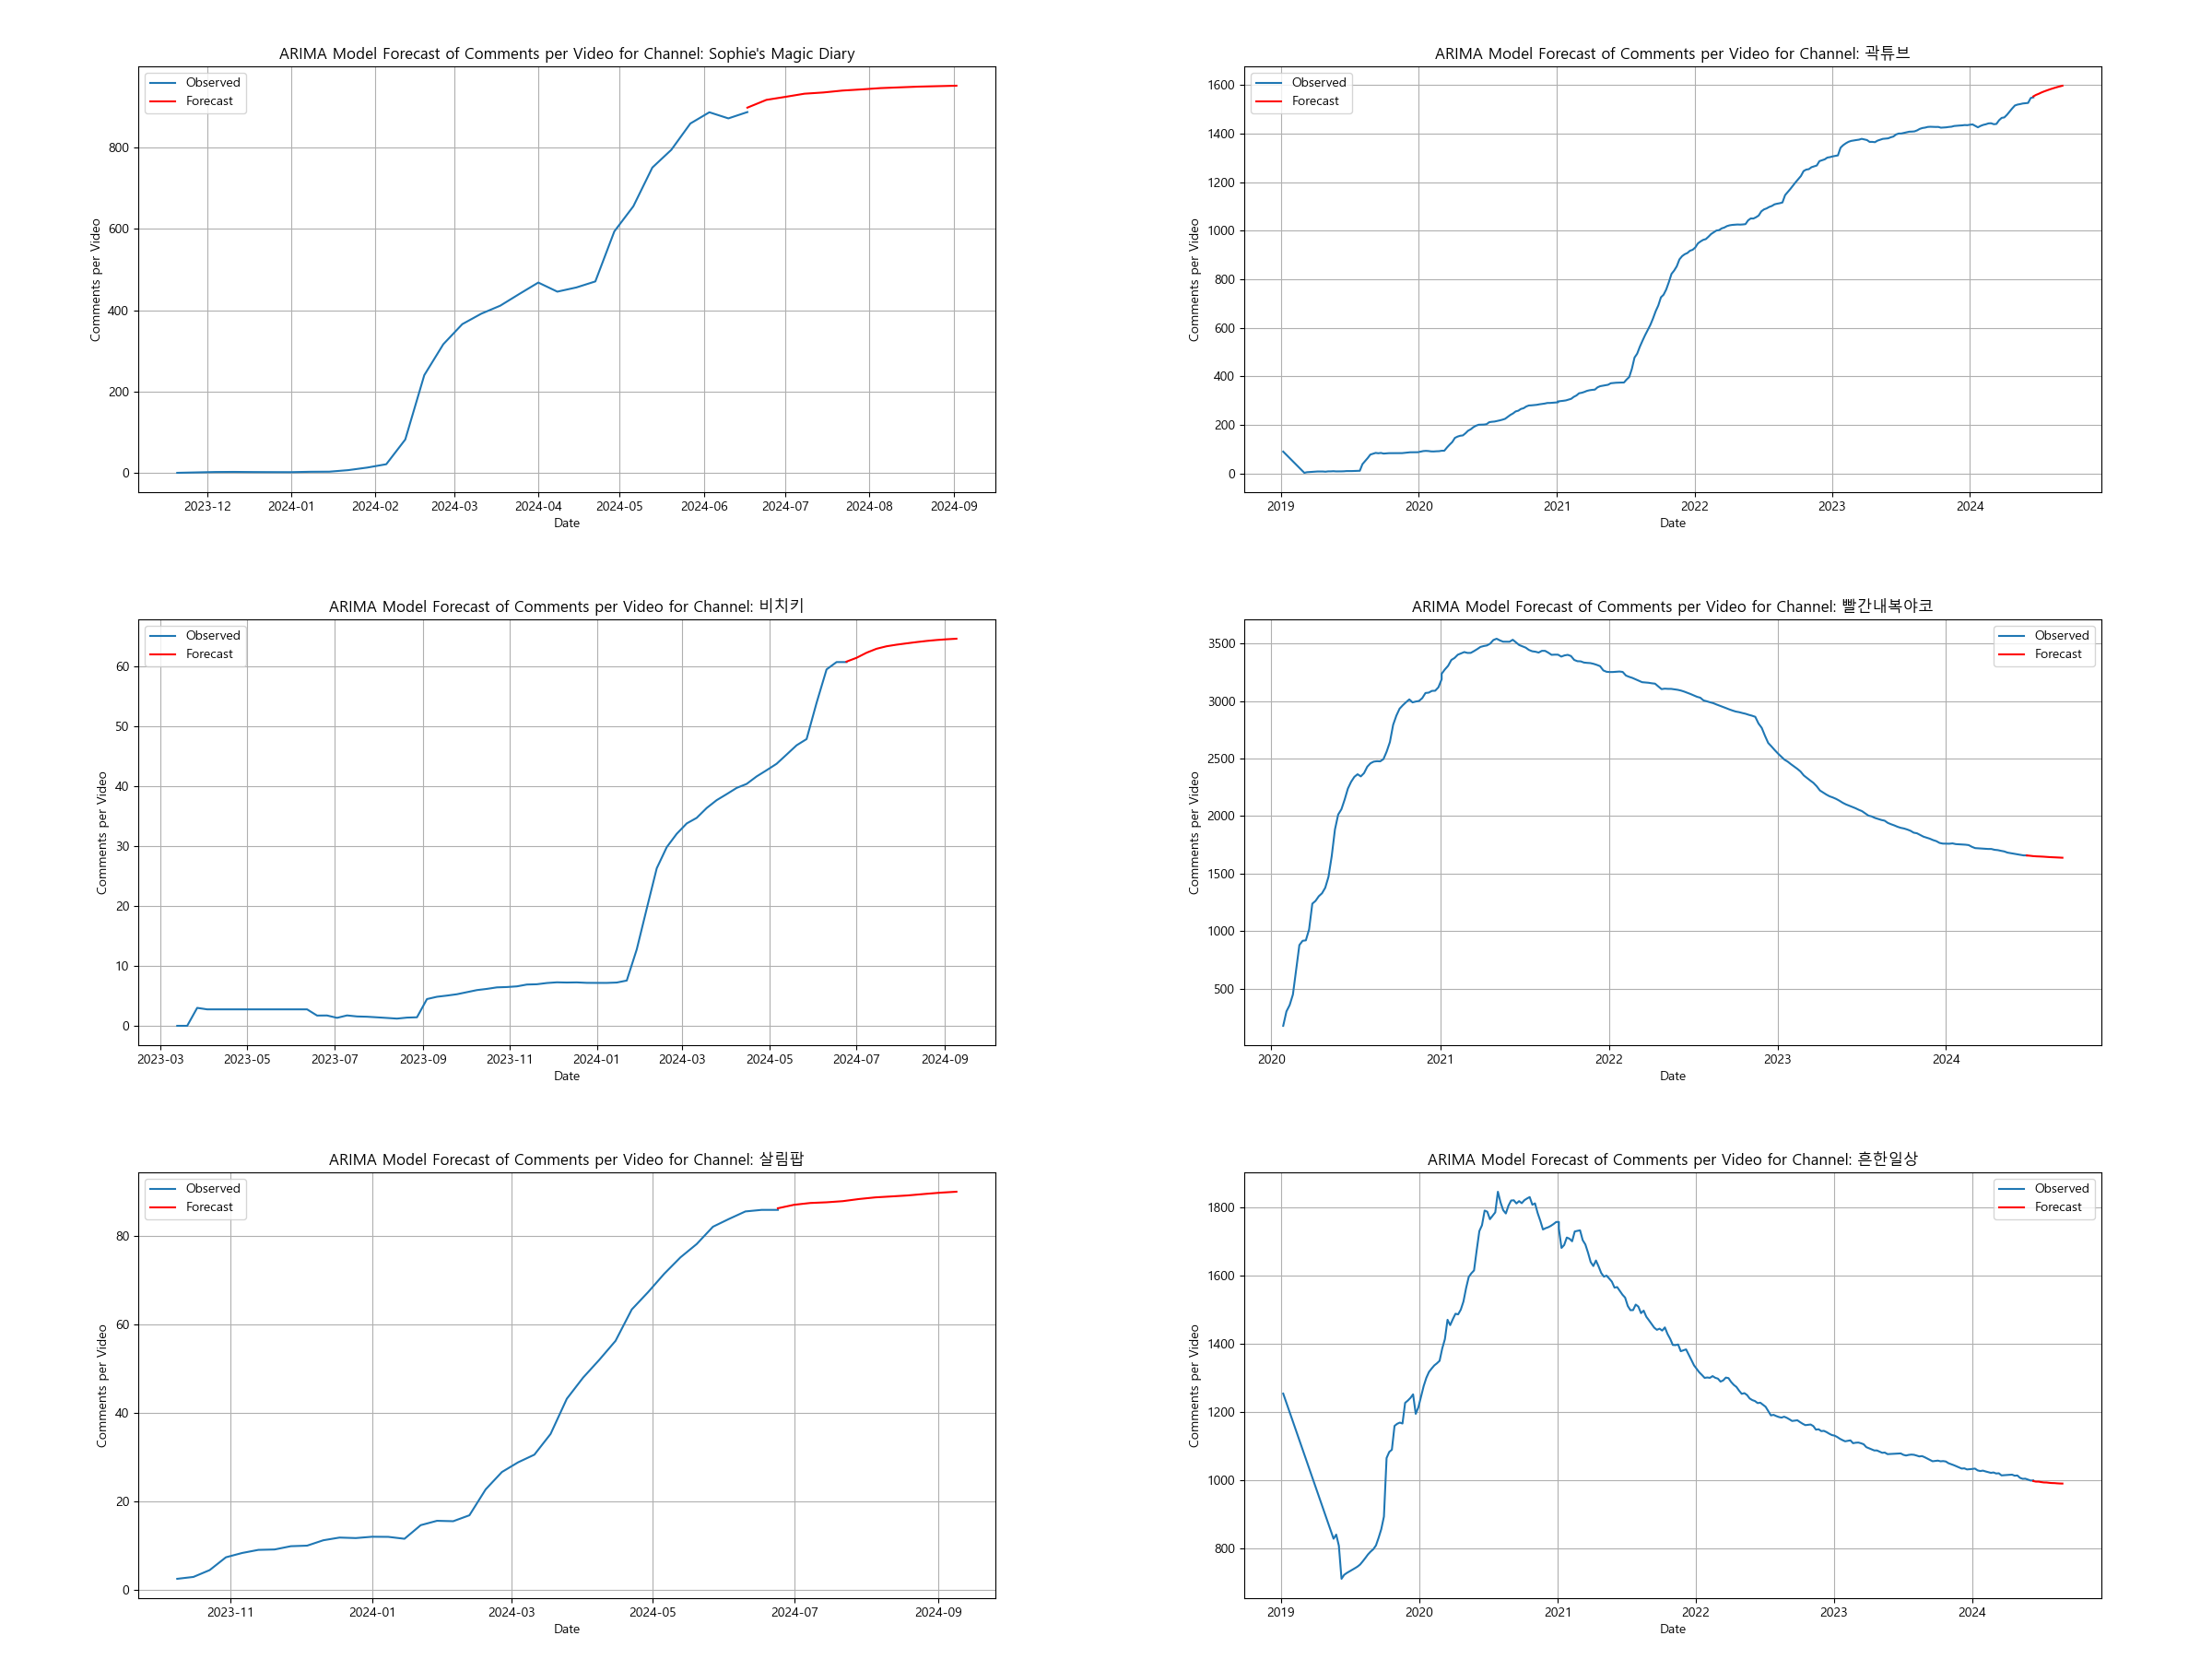 ARIMA Model Forecast of Comments per Video for Channel: Sophie's Magic Diary
Observed
Forecast
Comments per Video
800
600
400
200
0
2023-12 2024-01 2024-02 2024-03 2024-04 2024-05 2024-06 2024-07 2024-08 2024-09
Date
ARIMA Model Forecast of Comments per Video for Channel: 곽튜브
Observed
Forecast
Comments per Video
1600
1400
1200
1000
800
600
400
200
0
2019 2020 2021 2022 2023 2024
Date
ARIMA Model Forecast of Comments per Video for Channel: 비치키
Observed
Forecast
Comments per Video
60
50
40
30
20
10
0
2023-03 2023-05 2023-07 2023-09 2023-11 2024-01 2024-03 2024-05 2024-07 2024-09
Date
ARIMA Model Forecast of Comments per Video for Channel: 빨간내복야코
Observed
Forecast
Comments per Video
3500
3000
2500
2000
1500
1000
500
2020 2021 2022 2023 2024
Date
ARIMA Model Forecast of Comments per Video for Channel: 살림팝
Observed
Forecast
Comments per Video
80
60
40
20
0
2023-11 2024-01 2024-03 2024-05 2024-07 2024-09
Date
ARIMA Model Forecast of Comments per Video for Channel: 흔한일상
Observed
Forecast
Comments per Video
1800
1600
1400
1200
1000
800
2019 2020 2021 2022 2023 2024
Date